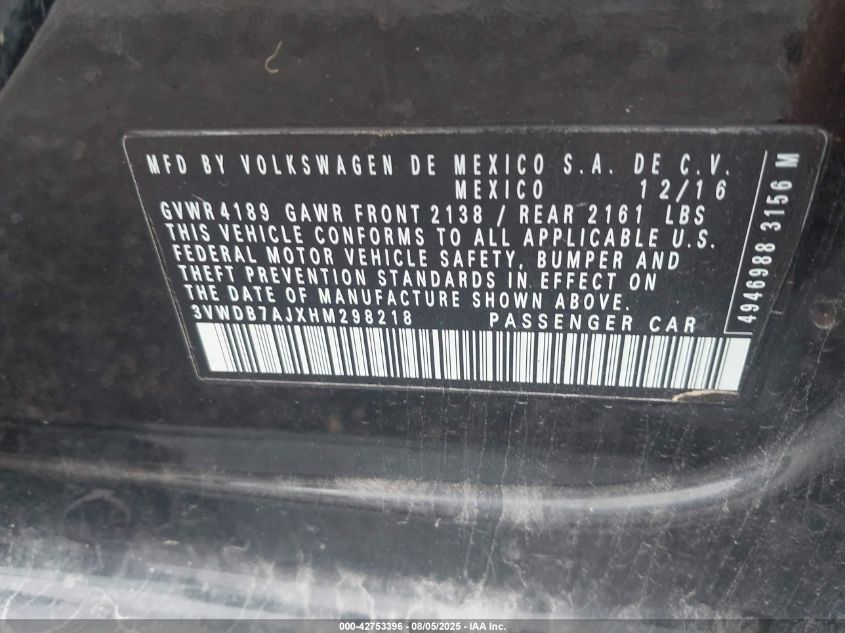 MFD BY VOLKSWAGEN DE MEXICO S.A. DE C.V.
MEXICO 12/16
GVWR 4189 GAWR FRONT 2138 / REAR 2161 LBS
THIS VEHICLE CONFORMS TO ALL APPLICABLE U.S.
FEDERAL MOTOR VEHICLE SAFETY, BUMPER AND
THEFT PREVENTION STANDARDS IN EFFECT ON
THE DATE OF MANUFACTURE SHOWN ABOVE.
3VWDB7AJXHM298218 PASSENGER CAR
4946988 3156 M
000-42753396 - 08/05/2025 - IAA Inc.